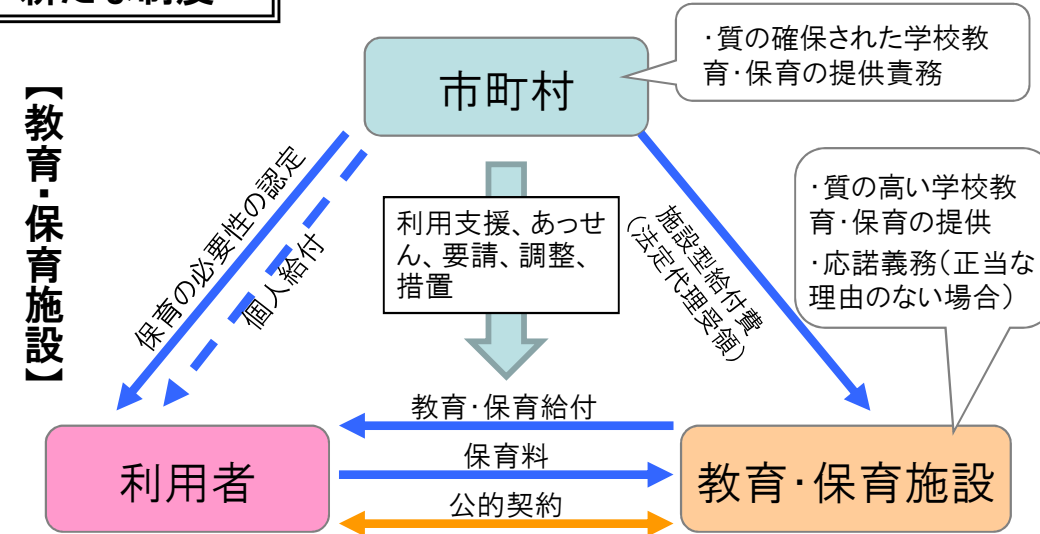 新たな制度
【教育・保育施設】
市町村
・質の確保された学校教
育・保育の提供責務
保育の必要性の認定
個人給付
利用支援、あっせ
ん、要請、調整、
措置
施設型給付費
(法定代理受領)
・質の高い学校教
育・保育の提供
・応諾義務(正当な
理由のない場合)
教育・保育給付
保育料
公的契約
利用者
教育・保育施設